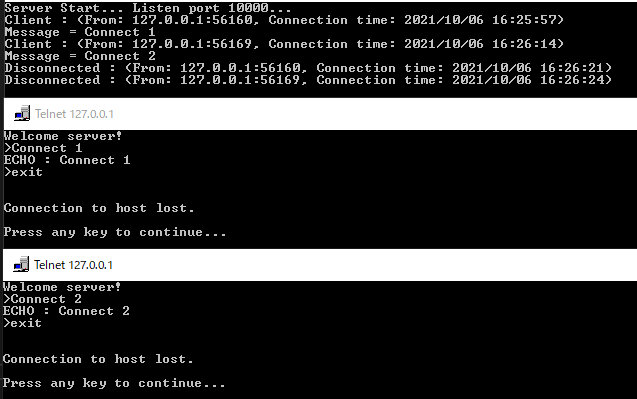 Server Start... Listen port 10000...
Client : (From: 127.0.0.1:56160, Connection time: 2021/10/06 16:25:57)
Message = Connect 1
Client : (From: 127.0.0.1:56169, Connection time: 2021/10/06 16:26:14)
Message = Connect 2
Disconnected : (From: 127.0.0.1:56160, Connection time: 2021/10/06 16:26:21)
Disconnected : (From: 127.0.0.1:56169, Connection time: 2021/10/06 16:26:24)
Telnet 127.0.0.1
Welcome server!
>Connect 1
ECHO : Connect 1
>exit
Connection to host lost.
Press any key to continue...
Telnet 127.0.0.1
Welcome server!
>Connect 2
ECHO : Connect 2
>exit
Connection to host lost.
Press any key to continue...